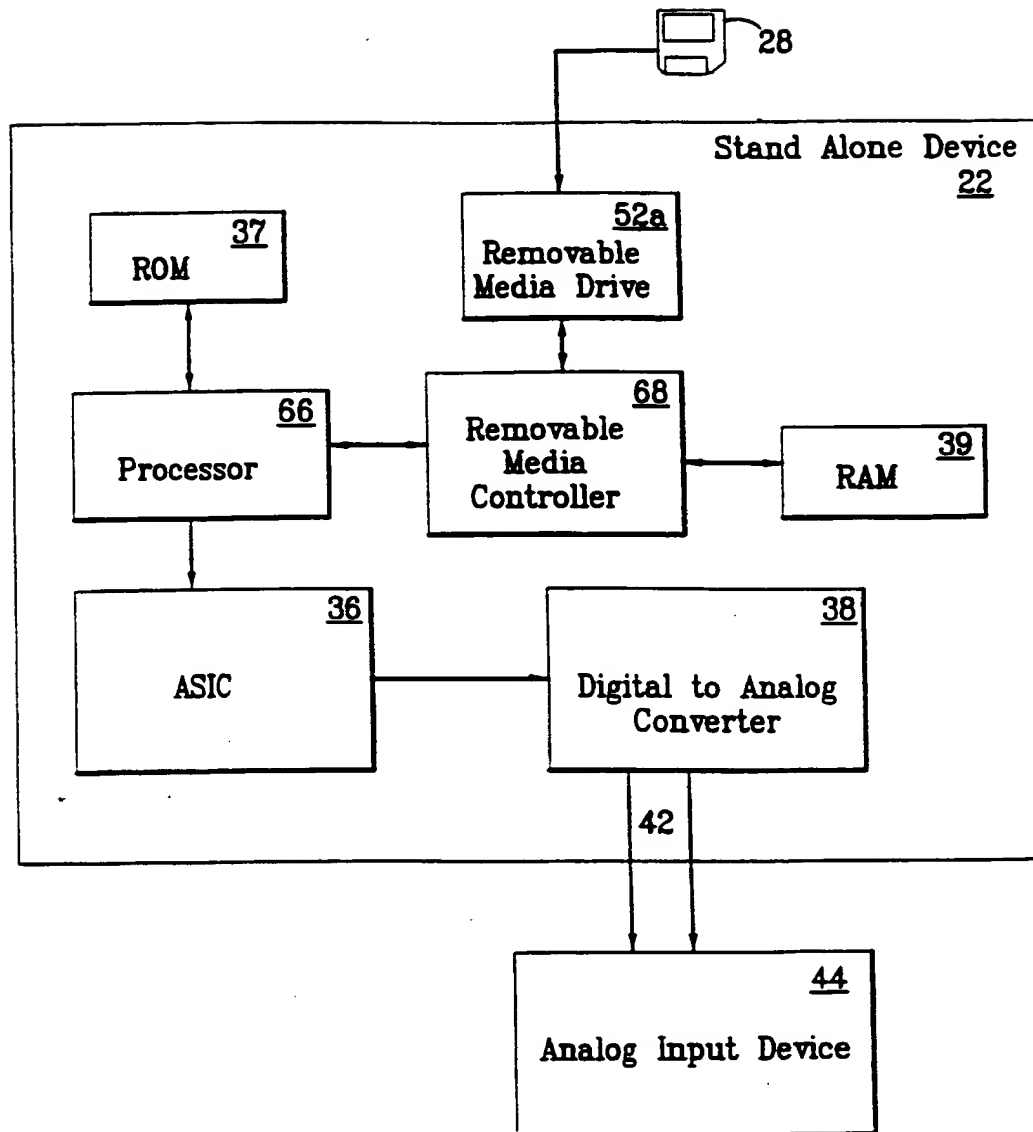 28
Stand Alone Device
22
37
ROM
52a
Removable
Media Drive
66
Processor
68
Removable
Media
Controller
39
RAM
36
ASIC
38
Digital to Analog
Converter
42
44
Analog Input Device